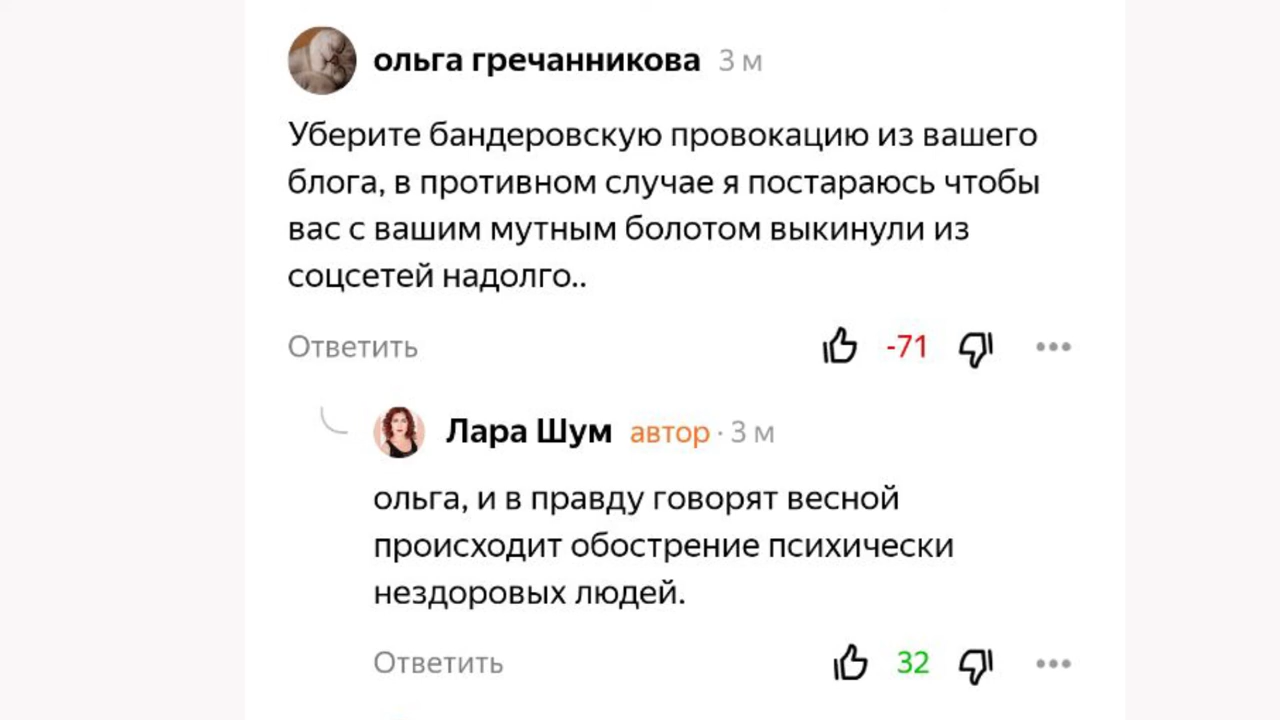 ольга гречанникова 3 м
Уберите бандеровскую провокацию из вашего
блога, в противном случае я постараюсь чтобы
вас с вашим мутным болотом выкинули из
соцсетей надолго..
Ответить -71
Лара Шум автор · 3 м
ольга, и в правду говорят весной
происходит обострение психически
нездоровых людей.
Ответить 32